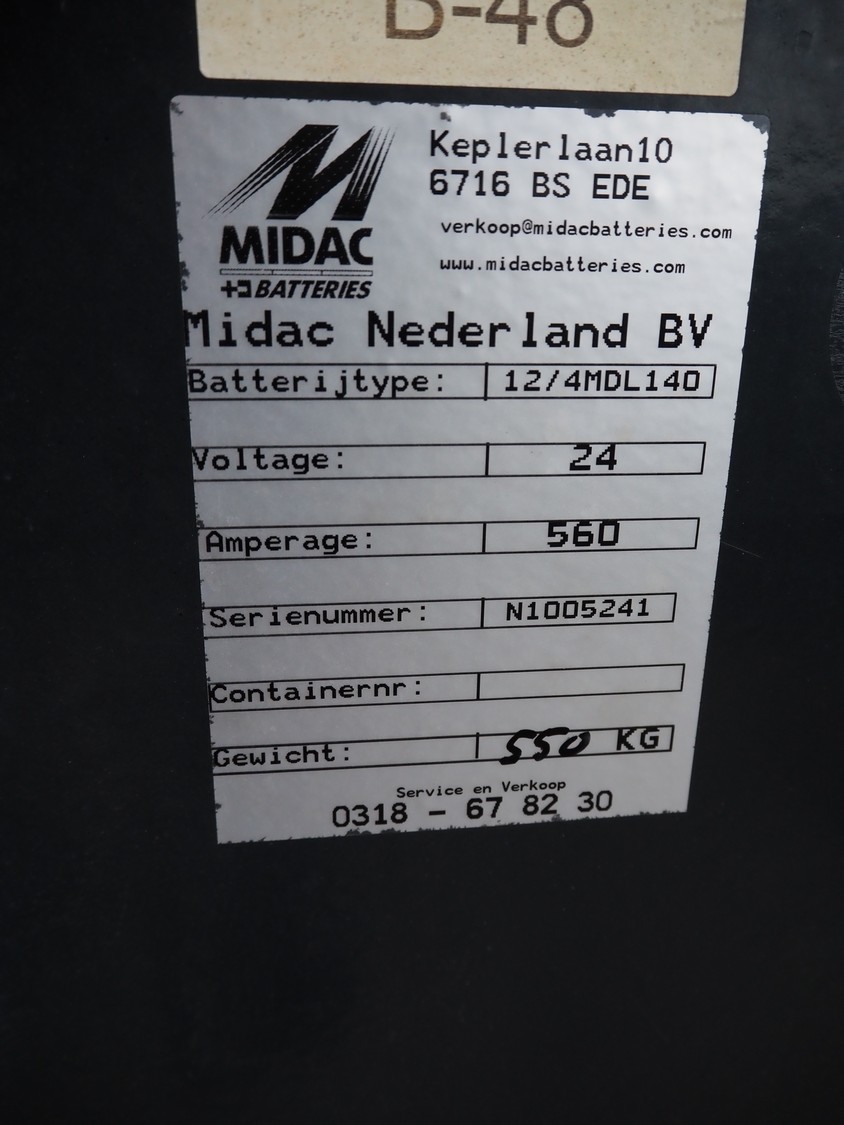 B-48
Keplerlaan10
6716 BS EDE
verkoop@midacbatteries.com
www.midacbatteries.com
MIDAC
BATTERIES
Midac Nederland BV
Batterijtype: 12/4MDL140
Voltage: 24
Amperage: 560
Serienummer: N1005241
Containernr:
Gewicht: 550 KG
Service en Verkoop
0318 - 67 82 30